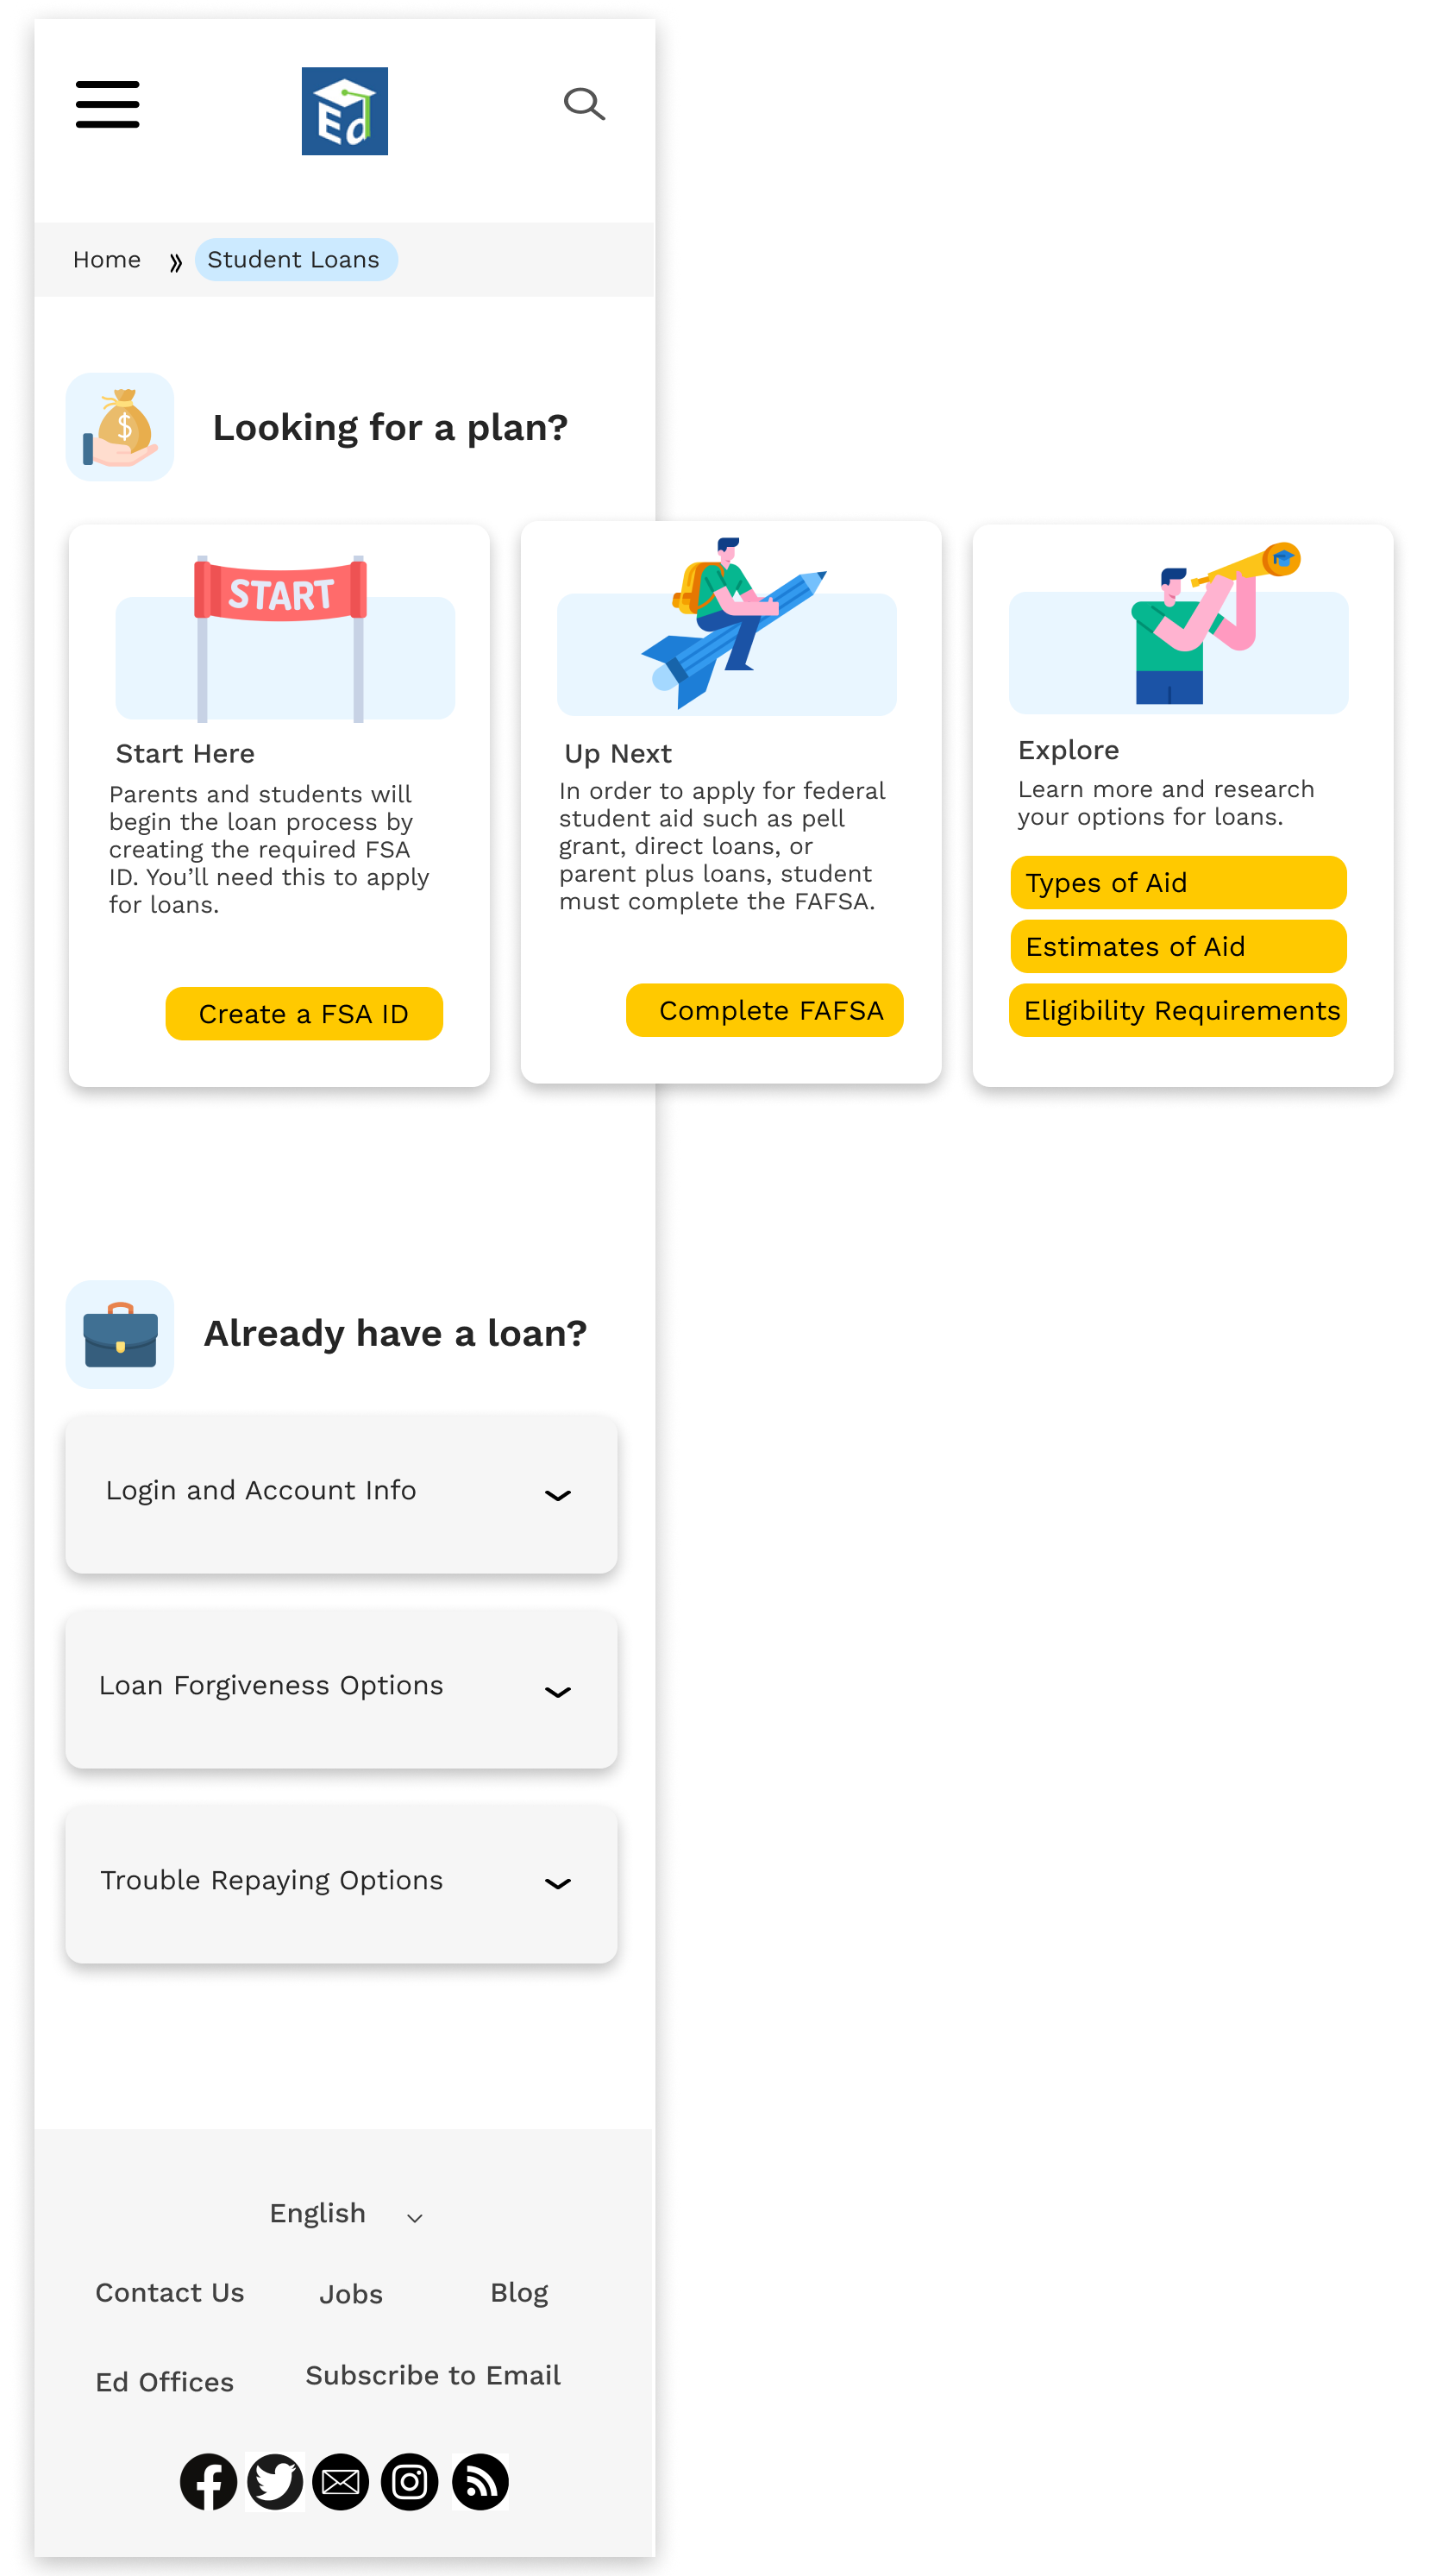 Ed
Home » Student Loans
Looking for a plan?
START
Start Here
Parents and students will
begin the loan process by
creating the required FSA
ID. You’ll need this to apply
for loans.
Create a FSA ID
Up Next
In order to apply for federal
student aid such as pell
grant, direct loans, or
parent plus loans, student
must complete the FAFSA.
Complete FAFSA
Explore
Learn more and research
your options for loans.
Types of Aid
Estimates of Aid
Eligibility Requirements
Already have a loan?
Login and Account Info
Loan Forgiveness Options
Trouble Repaying Options
English
Contact Us Jobs Blog
Ed Offices Subscribe to Email